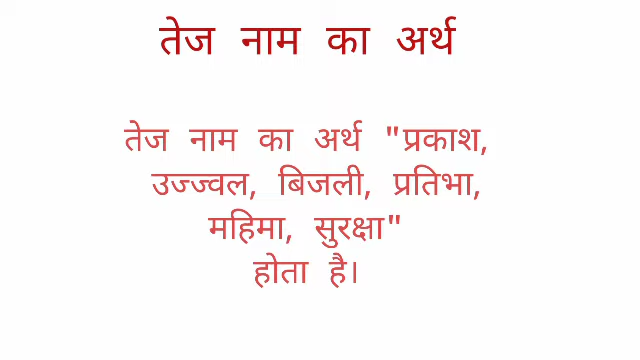 तेज नाम का अर्थ
तेज नाम का अर्थ "प्रकाश,
उज्ज्वल, बिजली, प्रतिभा,
महिमा, सुरक्षा"
होता है।